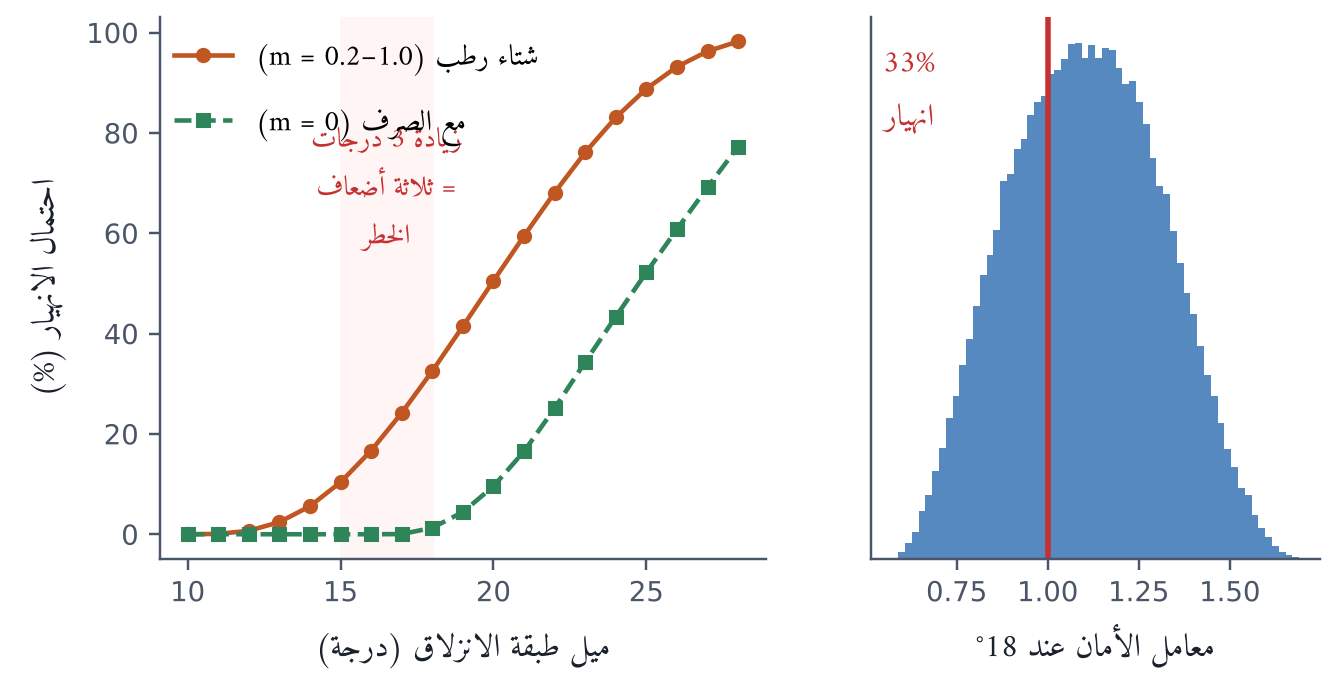 احتمال الانهيار (%)
100
80
60
40
20
0
شتاء رطب (m = 0.2–1.0)
مع الصرف (m = 0)
زيادة 3 درجات
= ثلاثة أضعاف
الخطر
10 15 20 25
ميل طبقة الانزلاق (درجة)
33%
انهيار
0.75 1.00 1.25 1.50
معامل الأمان عند 18°